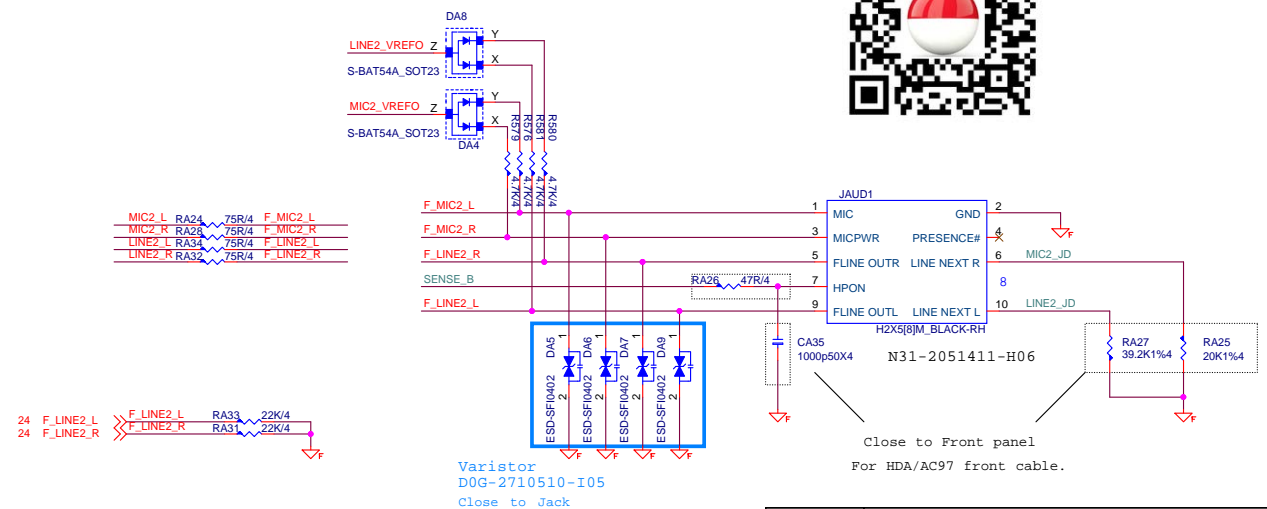 DA8
LINE2_VREFO Z
Y
X
S-BAT54A_SOT23
MIC2_VREFO Z
Y
X
S-BAT54A_SOT23
DA4
R579
R576
R581
R580
4.7K/4
4.7K/4
4.7K/4
4.7K/4
MIC2_L RA24 75R/4 F_MIC2_L
MIC2_R RA28 75R/4 F_MIC2_R
LINE2_L RA34 75R/4 F_LINE2_L
LINE2_R RA32 75R/4 F_LINE2_R
F_MIC2_L
F_MIC2_R
F_LINE2_R
SENSE_B
F_LINE2_L
RA26 47R/4
JAUD1
1 MIC GND 2
3 MICPWR PRESENCE# 4
5 FLINE OUTR LINE NEXT R 6
7 HPON 8
9 FLINE OUTL LINE NEXT L 10
MIC2_JD
LINE2_JD
H2X5[8]M_BLACK-RH
N31-2051411-H06
CA35
1000p50X4
RA27
39.2K1%4
RA25
20K1%4
F
F
F
ESD-SFI0402 DA5 1 2
ESD-SFI0402 DA6 1 2
ESD-SFI0402 DA7 1 2
ESD-SFI0402 DA9 1 2
F
F
F
F
24 F_LINE2_L F_LINE2_L RA33 22K/4
24 F_LINE2_R F_LINE2_R RA31 22K/4
F
Close to Front panel
For HDA/AC97 front cable.
Varistor
D0G-2710510-I05
Close to Jack